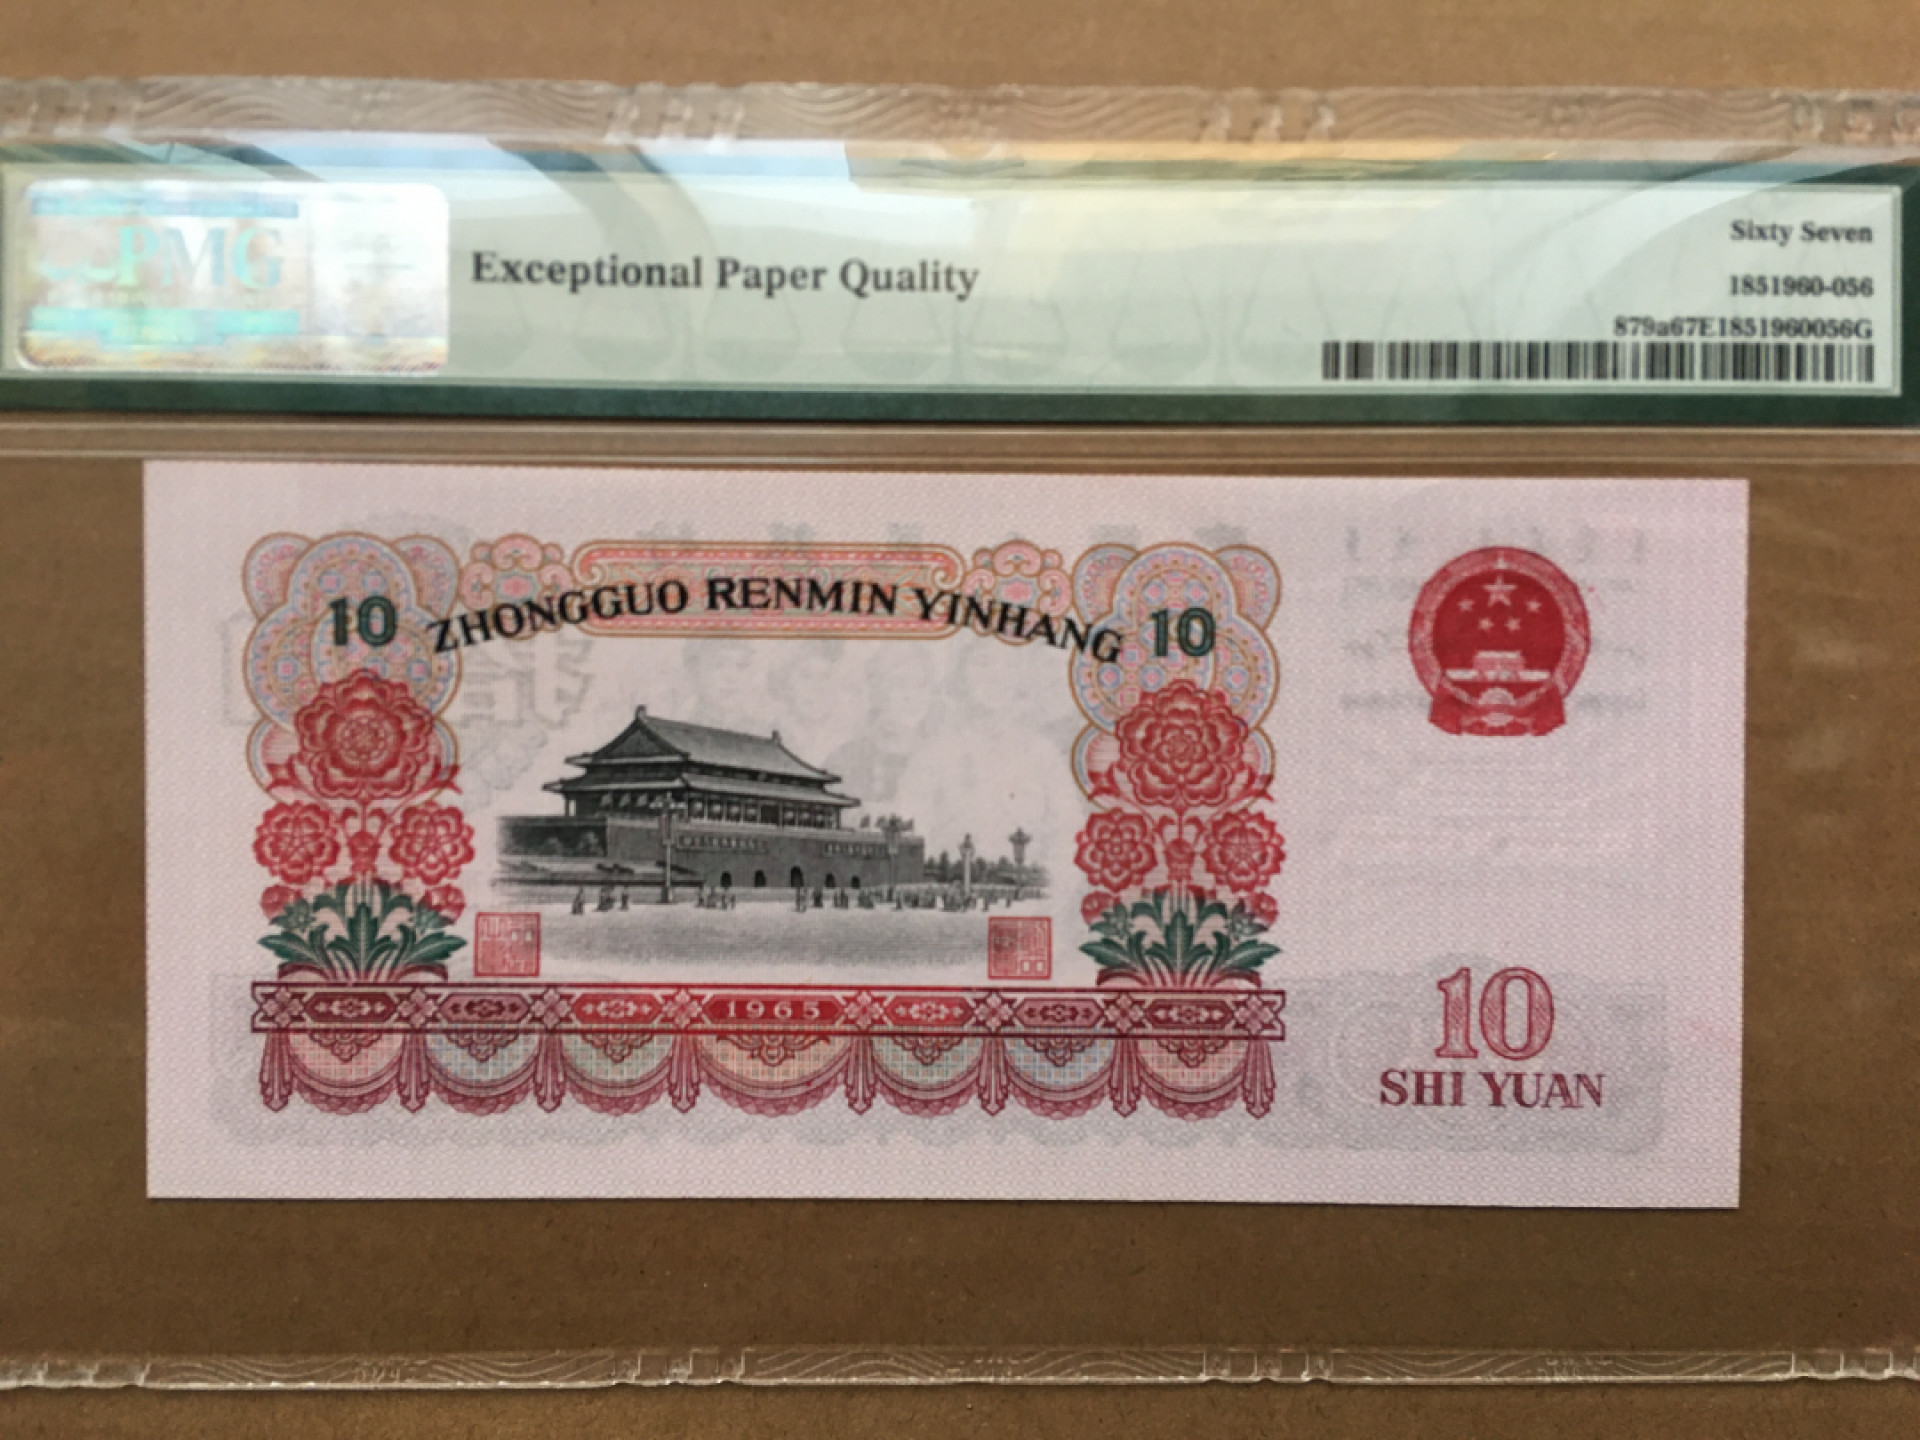 PMG
Exceptional Paper Quality
Sixty Seven
1851960-056
879a67E1851960056G
10 ZHONGGUO RENMIN YINHANG 10
1965
10
SHI YUAN